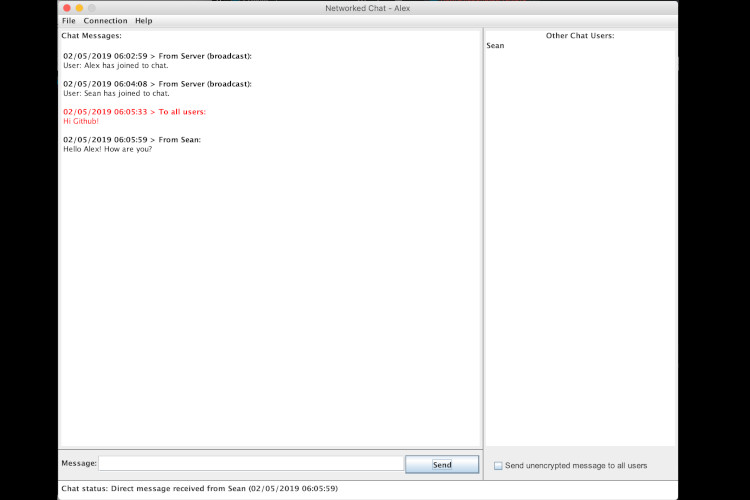 Networked Chat - Alex
File Connection Help
Chat Messages:
Other Chat Users:
Sean
02/05/2019 06:02:59 > From Server (broadcast):
User: Alex has joined to chat.
02/05/2019 06:04:08 > From Server (broadcast):
User: Sean has joined to chat.
02/05/2019 06:05:33 > To all users:
Hi Github!
02/05/2019 06:05:59 > From Sean:
Hello Alex! How are you?
Message:
Send
Send unencrypted message to all users
Chat status: Direct message received from Sean (02/05/2019 06:05:59)